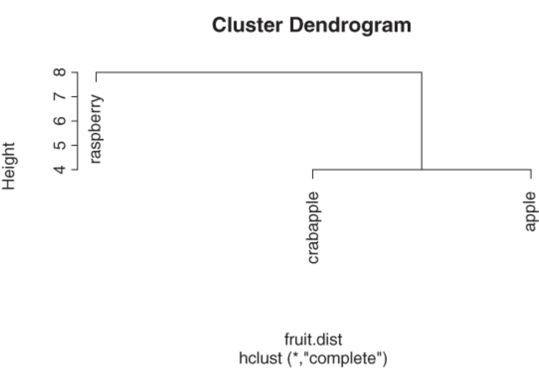 Cluster Dendrogram
Height
8
7
6
5
4
raspberry
crabapple
apple
fruit.dist
hclust (*,"complete")